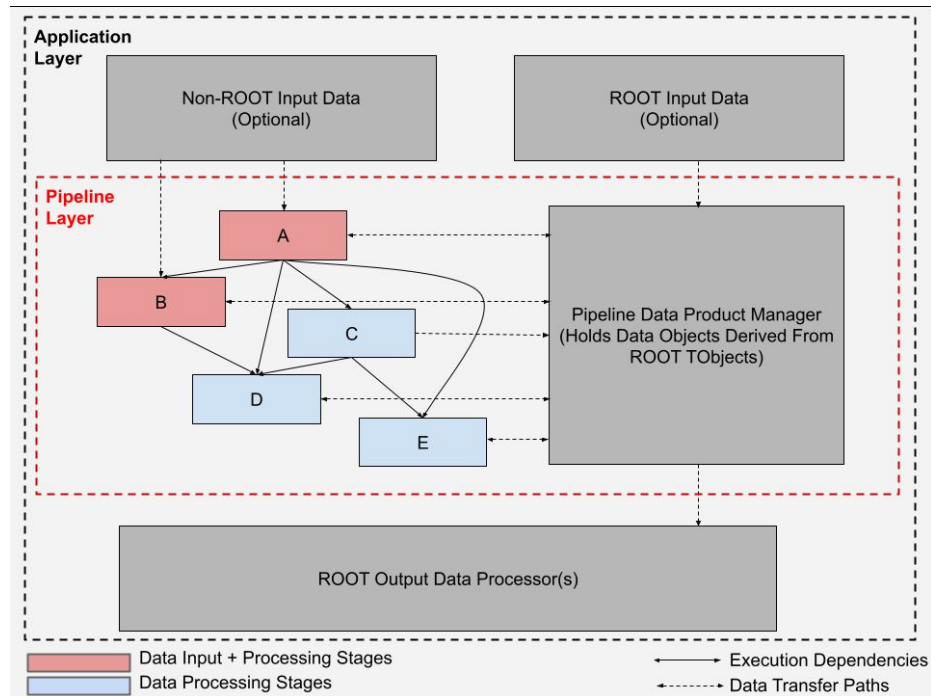 Application
Layer
Non-ROOT Input Data
(Optional)
ROOT Input Data
(Optional)
Pipeline
Layer
A
B
C
D
E
Pipeline Data Product Manager
(Holds Data Objects Derived From
ROOT TObjects)
ROOT Output Data Processor(s)
Data Input + Processing Stages
Data Processing Stages
Execution Dependencies
Data Transfer Paths